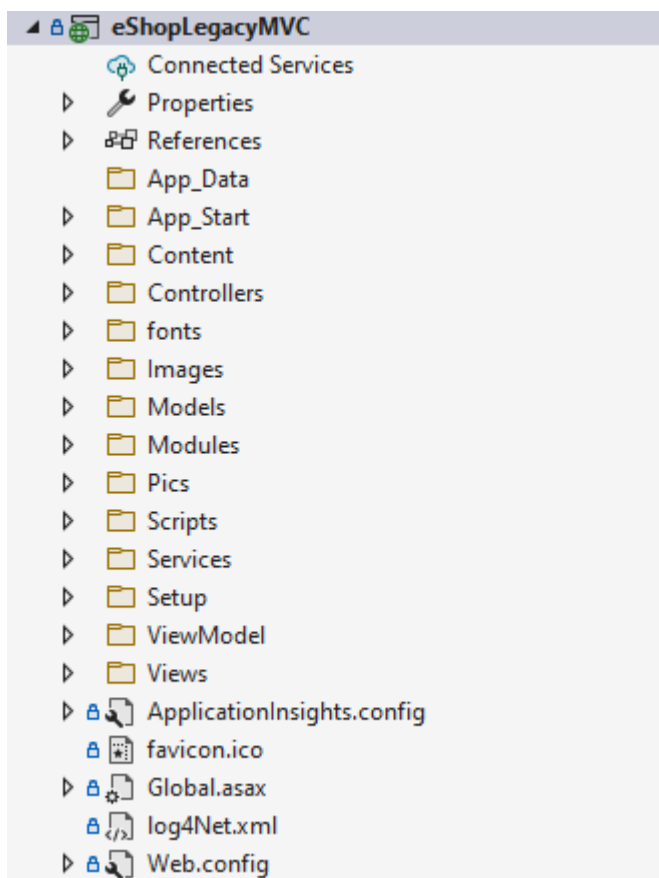 eShopLegacyMVC
Connected Services
Properties
References
App_Data
App_Start
Content
Controllers
fonts
Images
Models
Modules
Pics
Scripts
Services
Setup
ViewModel
Views
ApplicationInsights.config
favicon.ico
Global.asax
log4Net.xml
Web.config